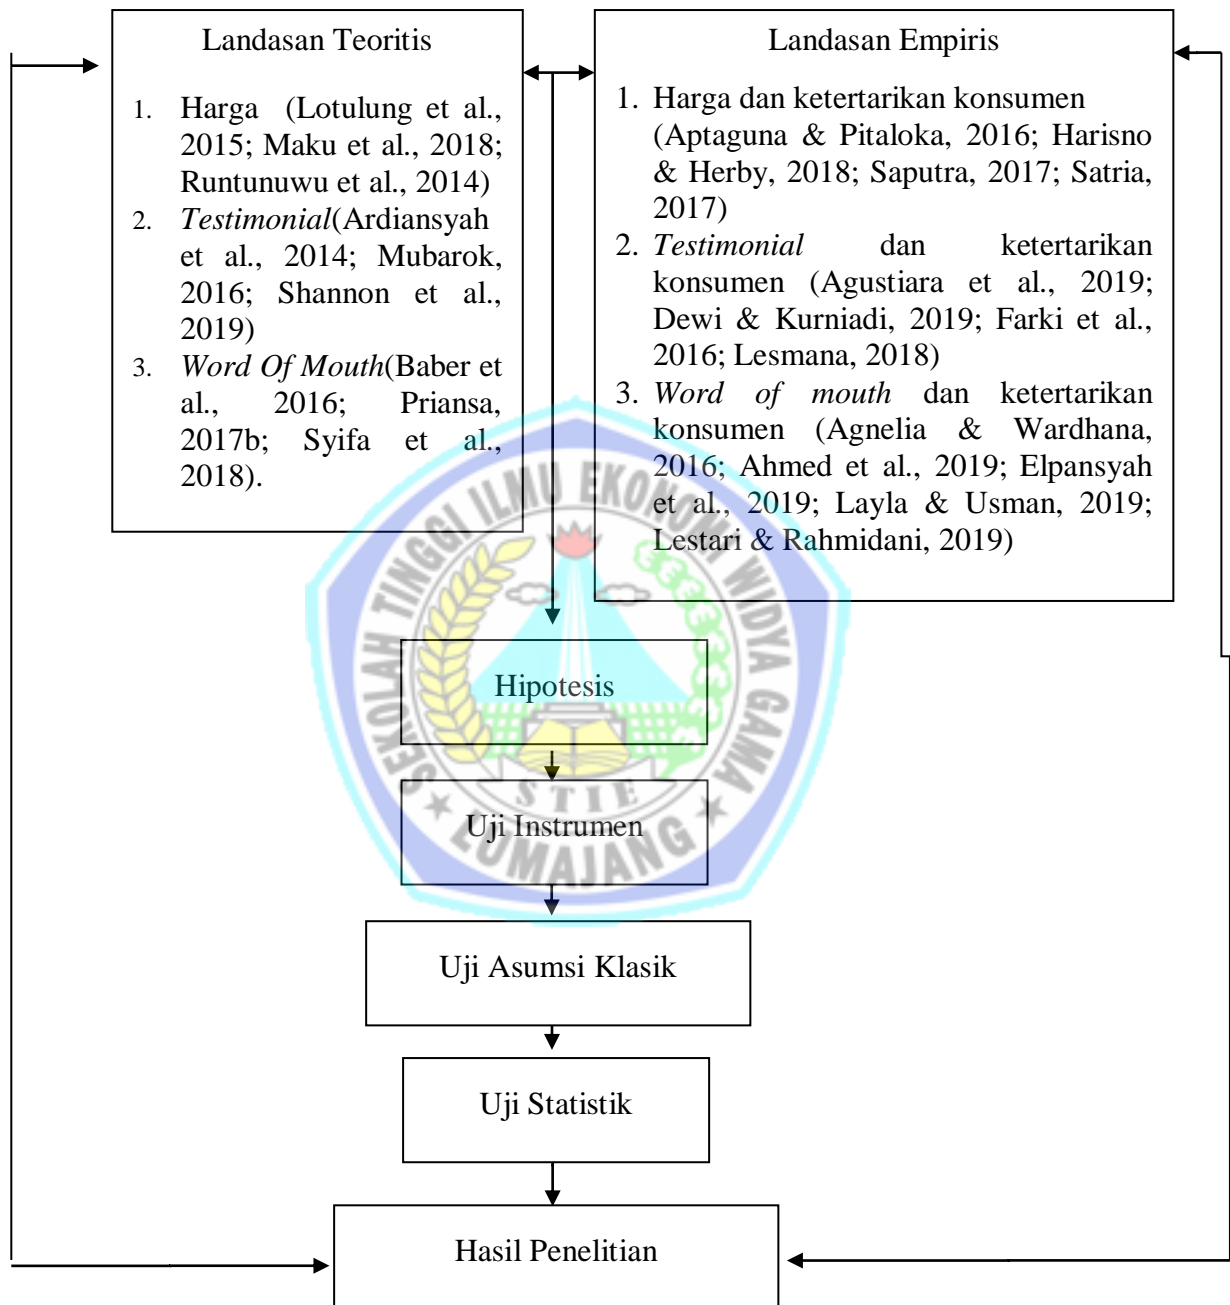 Landasan Teoritis
1. Harga (Lotulung et al.,
2015; Maku et al., 2018;
Runtunuwu et al., 2014)
2. Testimonial(Ardiansyah
et al., 2014; Mubarok,
2016; Shannon et al.,
2019)
3. Word Of Mouth(Baber et
al., 2016; Priansa,
2017b; Syifa et al.,
2018).
Landasan Empiris
1. Harga dan ketertarikan konsumen
(Aptaguna & Pitaloka, 2016; Harisno
& Herby, 2018; Saputra, 2017; Satria,
2017)
2. Testimonial dan ketertarikan
konsumen (Agustiara et al., 2019;
Dewi & Kurniadi, 2019; Farki et al.,
2016; Lesmana, 2018)
3. Word of mouth dan ketertarikan
konsumen (Agnelia & Wardhana,
2016; Ahmed et al., 2019; Elpansyah
et al., 2019; Layla & Usman, 2019;
Lestari & Rahmidani, 2019)
SEKOLAH TINGGI ILMU EKONOMI WIDYA GAMA
Hipotesis
STIE
Uji Instrumen
LUMAJANG
Uji Asumsi Klasik
Uji Statistik
Hasil Penelitian